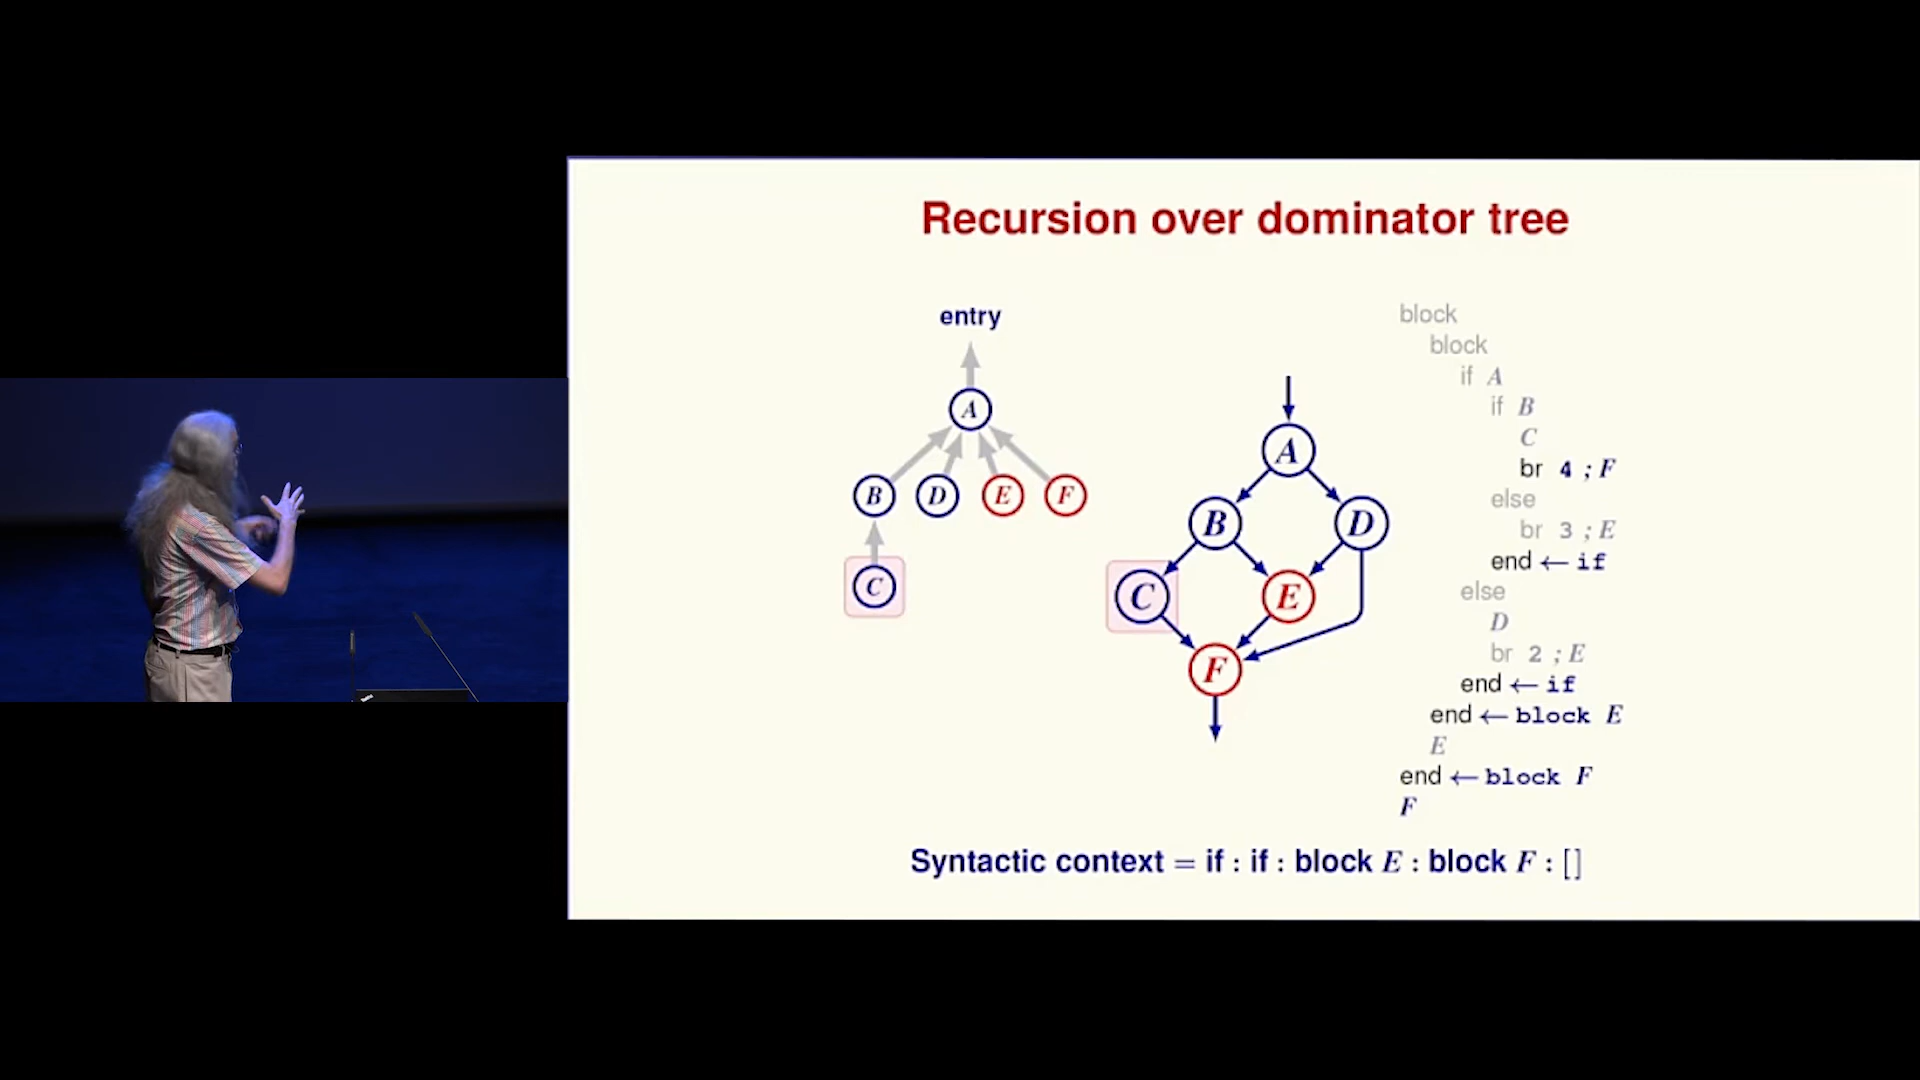 Recursion over dominator tree
entry
A
B D E F
C
A
B D
C E
F
block
block
if A
if B
C
br 4 ; F
else
br 3 ; E
end ← if
else
D
br 2 ; E
end ← if
end ← block E
E
end ← block F
F
Syntactic context = if : if : block E : block F : [ ]